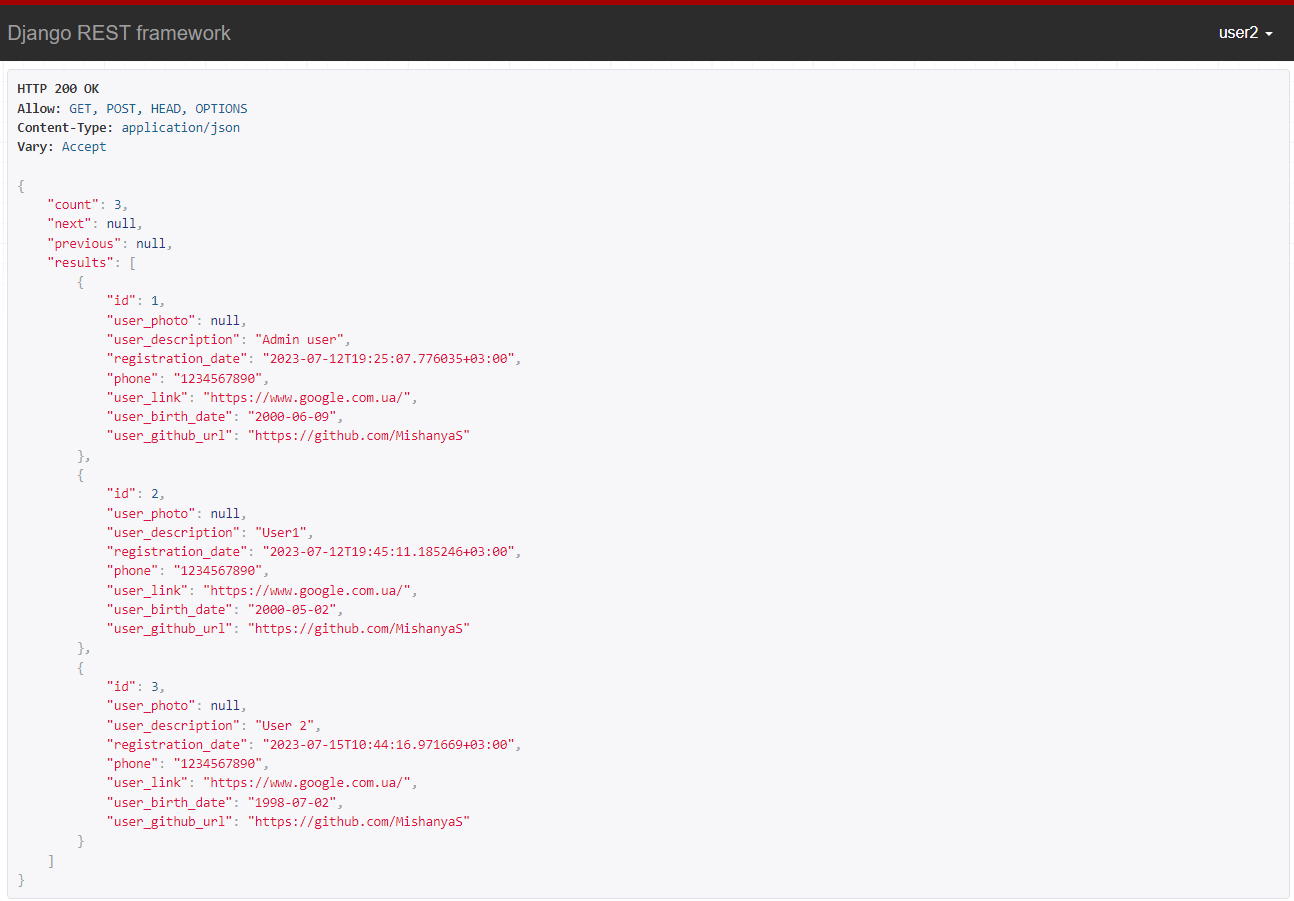 Django REST framework
user2
HTTP 200 OK
Allow: GET, POST, HEAD, OPTIONS
Content-Type: application/json
Vary: Accept
{
    "count": 3,
    "next": null,
    "previous": null,
    "results": [
        {
            "id": 1,
            "user_photo": null,
            "user_description": "Admin user",
            "registration_date": "2023-07-12T19:25:07.776035+03:00",
            "phone": "1234567890",
            "user_link": "https://www.google.com.ua/",
            "user_birth_date": "2000-06-09",
            "user_github_url": "https://github.com/MishanyaS"
        },
        {
            "id": 2,
            "user_photo": null,
            "user_description": "User1",
            "registration_date": "2023-07-12T19:45:11.185246+03:00",
            "phone": "1234567890",
            "user_link": "https://www.google.com.ua/",
            "user_birth_date": "2000-05-02",
            "user_github_url": "https://github.com/MishanyaS"
        },
        {
            "id": 3,
            "user_photo": null,
            "user_description": "User 2",
            "registration_date": "2023-07-15T10:44:16.971669+03:00",
            "phone": "1234567890",
            "user_link": "https://www.google.com.ua/",
            "user_birth_date": "1998-07-02",
            "user_github_url": "https://github.com/MishanyaS"
        }
    ]
}